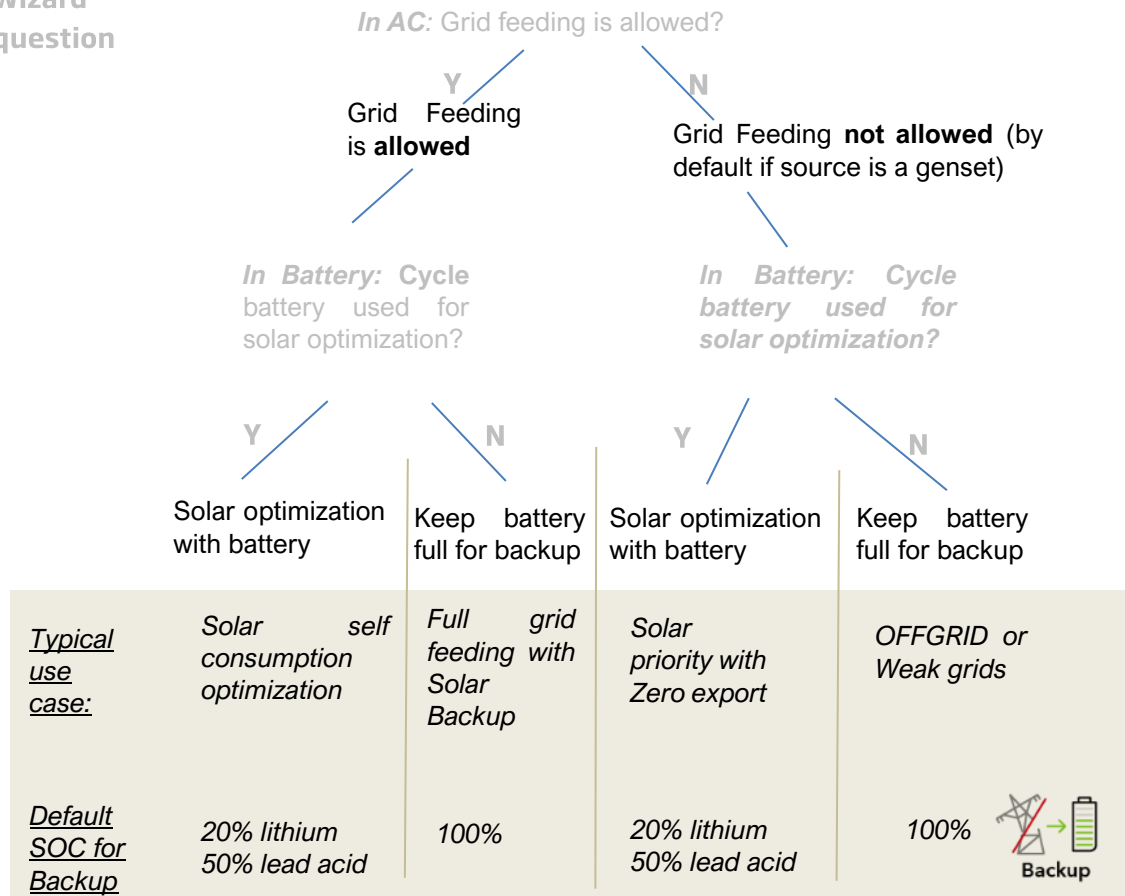 Wizard
question
In AC: Grid feeding is allowed?
Y
N
Grid Feeding
is allowed
Grid Feeding not allowed (by
default if source is a genset)
In Battery: Cycle
battery used for
solar optimization?
In Battery: Cycle
battery used for
solar optimization?
Y
N
Y
N
Solar optimization
with battery
Keep battery
full for backup
Solar optimization
with battery
Keep battery
full for backup
Typical
use
case:
Solar self
consumption
optimization
Full grid
feeding with
Solar
Backup
Solar
priority with
Zero export
OFFGRID or
Weak grids
Default
SOC for
Backup
20% lithium
50% lead acid
100%
20% lithium
50% lead acid
100%
Backup